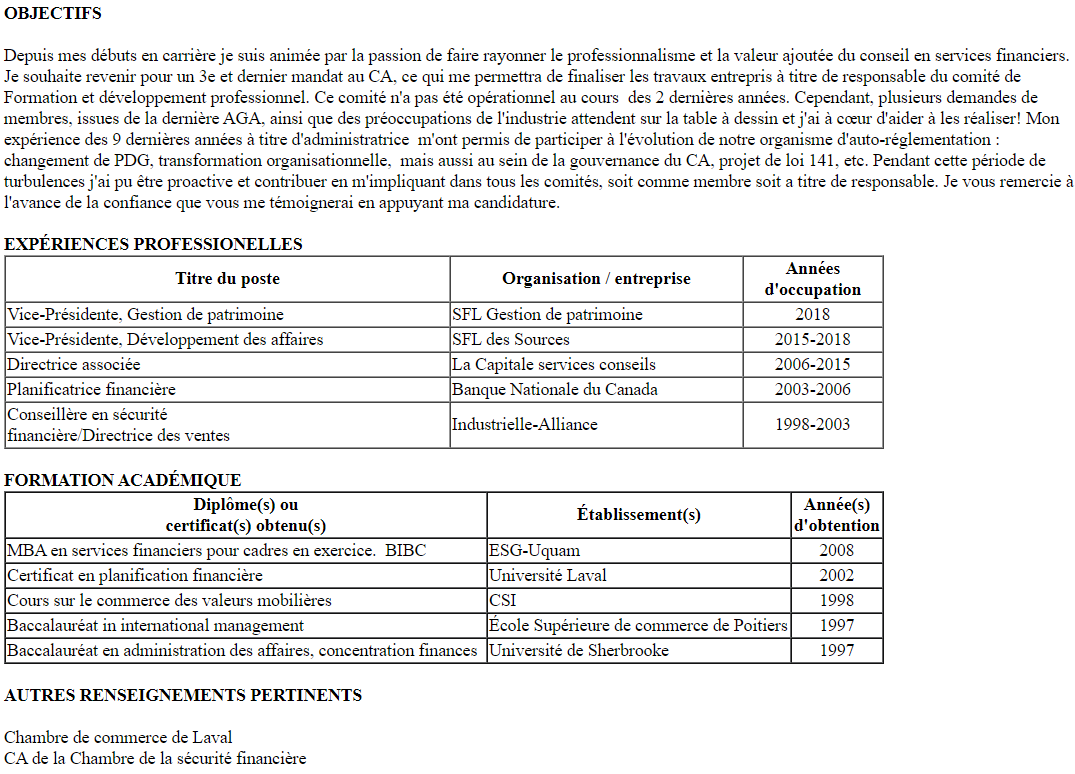 OBJECTIFS
Depuis mes débuts en carrière je suis animée par la passion de faire rayonner le professionnalisme et la valeur ajoutée du conseil en services financiers.
Je souhaite revenir pour un 3e et dernier mandat au CA, ce qui me permettra de finaliser les travaux entrepris à titre de responsable du comité de
Formation et développement professionnel. Ce comité n'a pas été opérationnel au cours  des 2 dernières années. Cependant, plusieurs demandes de
membres, issues de la dernière AGA, ainsi que des préoccupations de l'industrie attendent sur la table à dessin et j'ai à cœur d'aider à les réaliser! Mon
expérience des 9 dernières années à titre d'administratrice  m'ont permis de participer à l'évolution de notre organisme d'auto-réglementation :
changement de PDG, transformation organisationnelle,  mais aussi au sein de la gouvernance du CA, projet de loi 141, etc. Pendant cette période de
turbulences j'ai pu être proactive et contribuer en m'impliquant dans tous les comités, soit comme membre soit a titre de responsable. Je vous remercie à
l'avance de la confiance que vous me témoignerai en appuyant ma candidature.
EXPÉRIENCES PROFESSIONELLES
Titre du poste Organisation / entreprise Années
d'occupation
Vice-Présidente, Gestion de patrimoine SFL Gestion de patrimoine 2018
Vice-Présidente, Développement des affaires SFL des Sources 2015-2018
Directrice associée La Capitale services conseils 2006-2015
Planificatrice financière Banque Nationale du Canada 2003-2006
Conseillère en sécurité
financière/Directrice des ventes Industrielle-Alliance 1998-2003
FORMATION ACADÉMIQUE
Diplôme(s) ou
certificat(s) obtenu(s) Établissement(s) Année(s)
d'obtention
MBA en services financiers pour cadres en exercice.  BIBC ESG-Uquam 2008
Certificat en planification financière Université Laval 2002
Cours sur le commerce des valeurs mobilières CSI 1998
Baccalauréat in international management École Supérieure de commerce de Poitiers 1997
Baccalauréat en administration des affaires, concentration finances Université de Sherbrooke 1997
AUTRES RENSEIGNEMENTS PERTINENTS
Chambre de commerce de Laval
CA de la Chambre de la sécurité financière